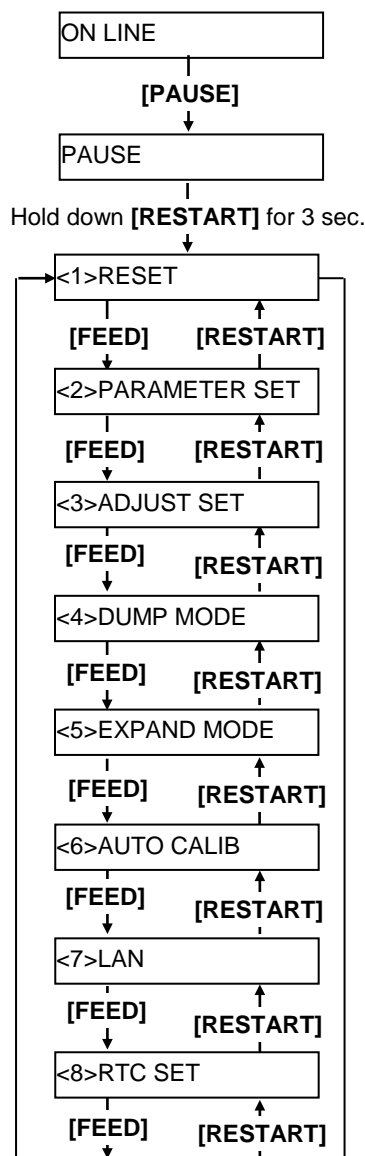 ON LINE
[PAUSE]
PAUSE
Hold down [RESTART] for 3 sec.
<1>RESET
[FEED] [RESTART]
<2>PARAMETER SET
[FEED] [RESTART]
<3>ADJUST SET
[FEED] [RESTART]
<4>DUMP MODE
[FEED] [RESTART]
<5>EXPAND MODE
[FEED] [RESTART]
<6>AUTO CALIB
[FEED] [RESTART]
<7>LAN
[FEED] [RESTART]
<8>RTC SET
[FEED] [RESTART]